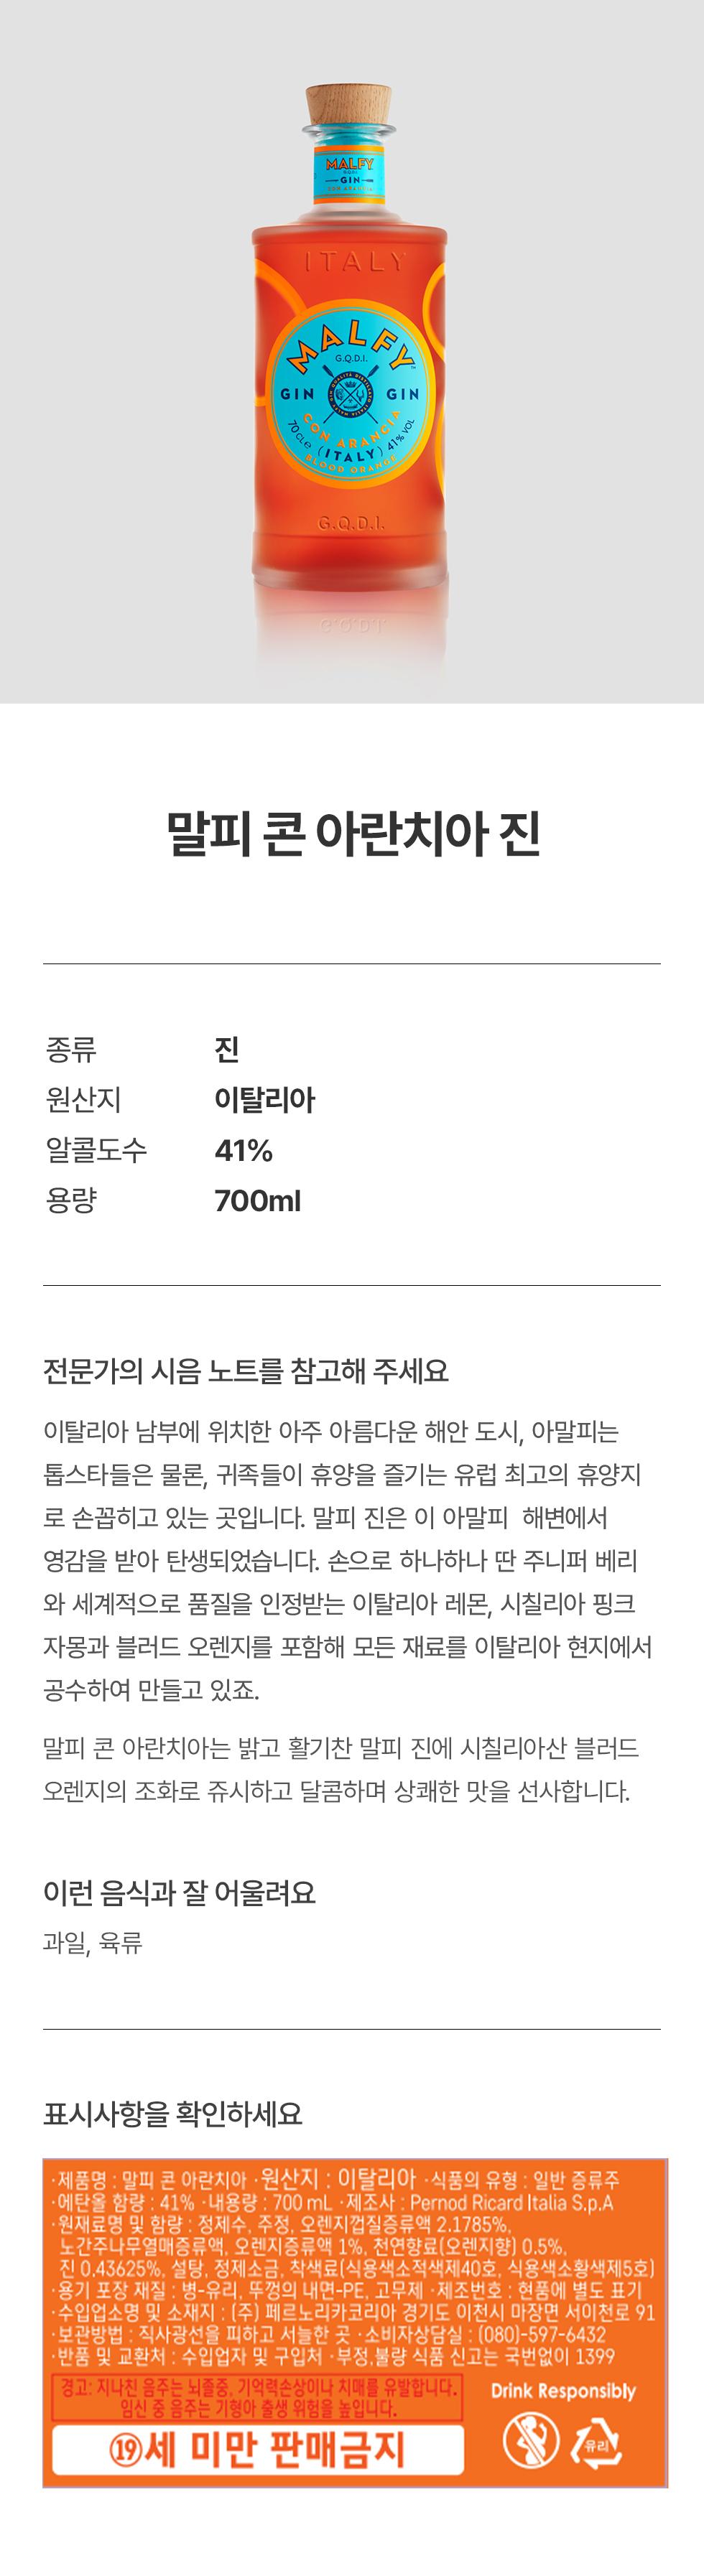 MALFY
G.Q.D.I.
GIN
CON ARANCIA
ITALY
MALFY
G.Q.D.I.
GIN GIN
CON ARANCIA
70CLe (ITALY) 41% VOL
BLOOD ORANGE
G.Q.D.I.
말피 콘 아란치아 진
종류 진
원산지 이탈리아
알콜도수 41%
용량 700ml
전문가의 시음 노트를 참고해 주세요
이탈리아 남부에 위치한 아주 아름다운 해안 도시, 아말피는
톱스타들은 물론, 귀족들이 휴양을 즐기는 유럽 최고의 휴양지
로 손꼽히고 있는 곳입니다. 말피 진은 이 아말피 해변에서
영감을 받아 탄생되었습니다. 손으로 하나하나 딴 주니퍼 베리
와 세계적으로 품질을 인정받는 이탈리아 레몬, 시칠리아 핑크
자몽과 블러드 오렌지를 포함해 모든 재료를 이탈리아 현지에서
공수하여 만들고 있죠.
말피 콘 아란치아는 밝고 활기찬 말피 진에 시칠리아산 블러드
오렌지의 조화로 쥬시하고 달콤하며 상쾌한 맛을 선사합니다.
이런 음식과 잘 어울려요
과일, 육류
표시사항을 확인하세요
·제품명 : 말피 콘 아란치아 ·원산지 : 이탈리아 ·식품의 유형 : 일반 증류주
·에탄올 함량 : 41% ·내용량 : 700 mL ·제조사 : Pernod Ricard Italia S.p.A
·원재료명 및 함량 : 정제수, 주정, 오렌지껍질증류액 2.1785%,
노간주나무열매증류액, 오렌지증류액 1%, 천연향료(오렌지향) 0.5%,
진 0.43625%, 설탕, 정제소금, 착색료(식용색소적색제40호, 식용색소황색제5호)
·용기 포장 재질 : 병-유리, 뚜껑의 내면-PE, 고무제 ·제조번호 : 현품에 별도 표기
·수입업소명 및 소재지 : (주) 페르노리카코리아 경기도 이천시 마장면 서이천로 91
·보관방법 : 직사광선을 피하고 서늘한 곳 ·소비자상담실 : (080)-597-6432
·반품 및 교환처 : 수입업자 및 구입처 ·부정,불량 식품 신고는 국번없이 1399
경고: 지나친 음주는 뇌졸중, 기억력손상이나 치매를 유발합니다.
임신 중 음주는 기형아 출생 위험을 높입니다.
Drink Responsibly
⑲세 미만 판매금지
유리